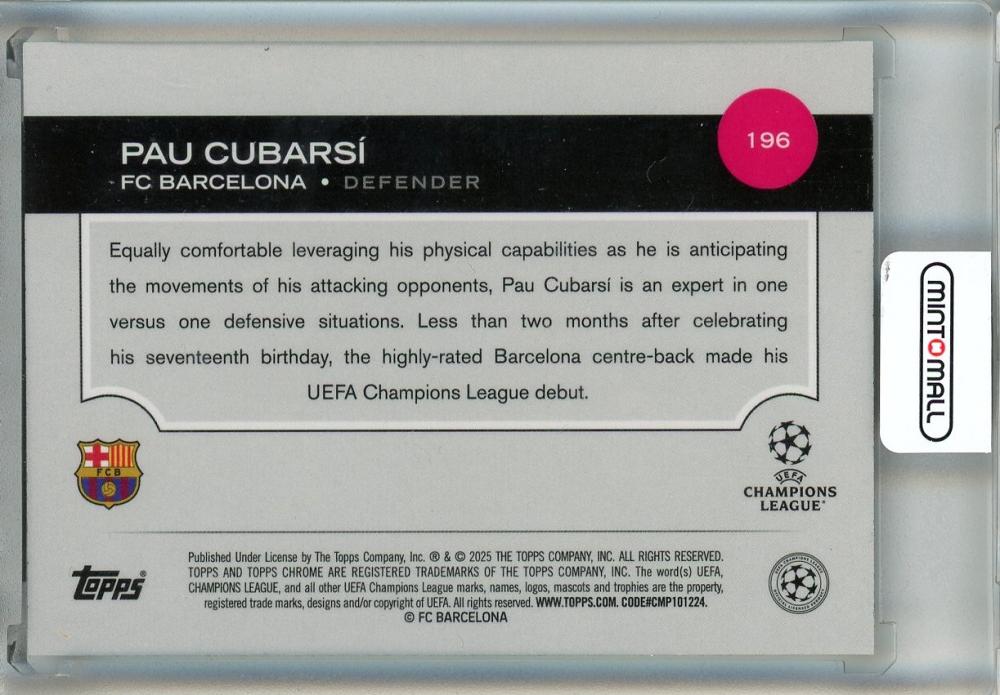 196
PAU CUBARSÍ
FC BARCELONA • DEFENDER
Equally comfortable leveraging his physical capabilities as he is anticipating
the movements of his attacking opponents, Pau Cubarsí is an expert in one
versus one defensive situations. Less than two months after celebrating
his seventeenth birthday, the highly-rated Barcelona centre-back made his
UEFA Champions League debut.
MINT MALL
FCB
UEFA
CHAMPIONS
LEAGUE®
TOPPS®
Published Under License by The Topps Company, Inc. ® & © 2025 THE TOPPS COMPANY, INC. ALL RIGHTS RESERVED.
TOPPS AND TOPPS CHROME ARE REGISTERED TRADEMARKS OF THE TOPPS COMPANY, INC. The word(s) UEFA,
CHAMPIONS LEAGUE, and all other UEFA Champions League marks, names, logos, mascots and trophies are the property,
registered trade marks, designs and/or copyright of UEFA. All rights reserved. WWW.TOPPS.COM. CODE#CMP101224.
© FC BARCELONA